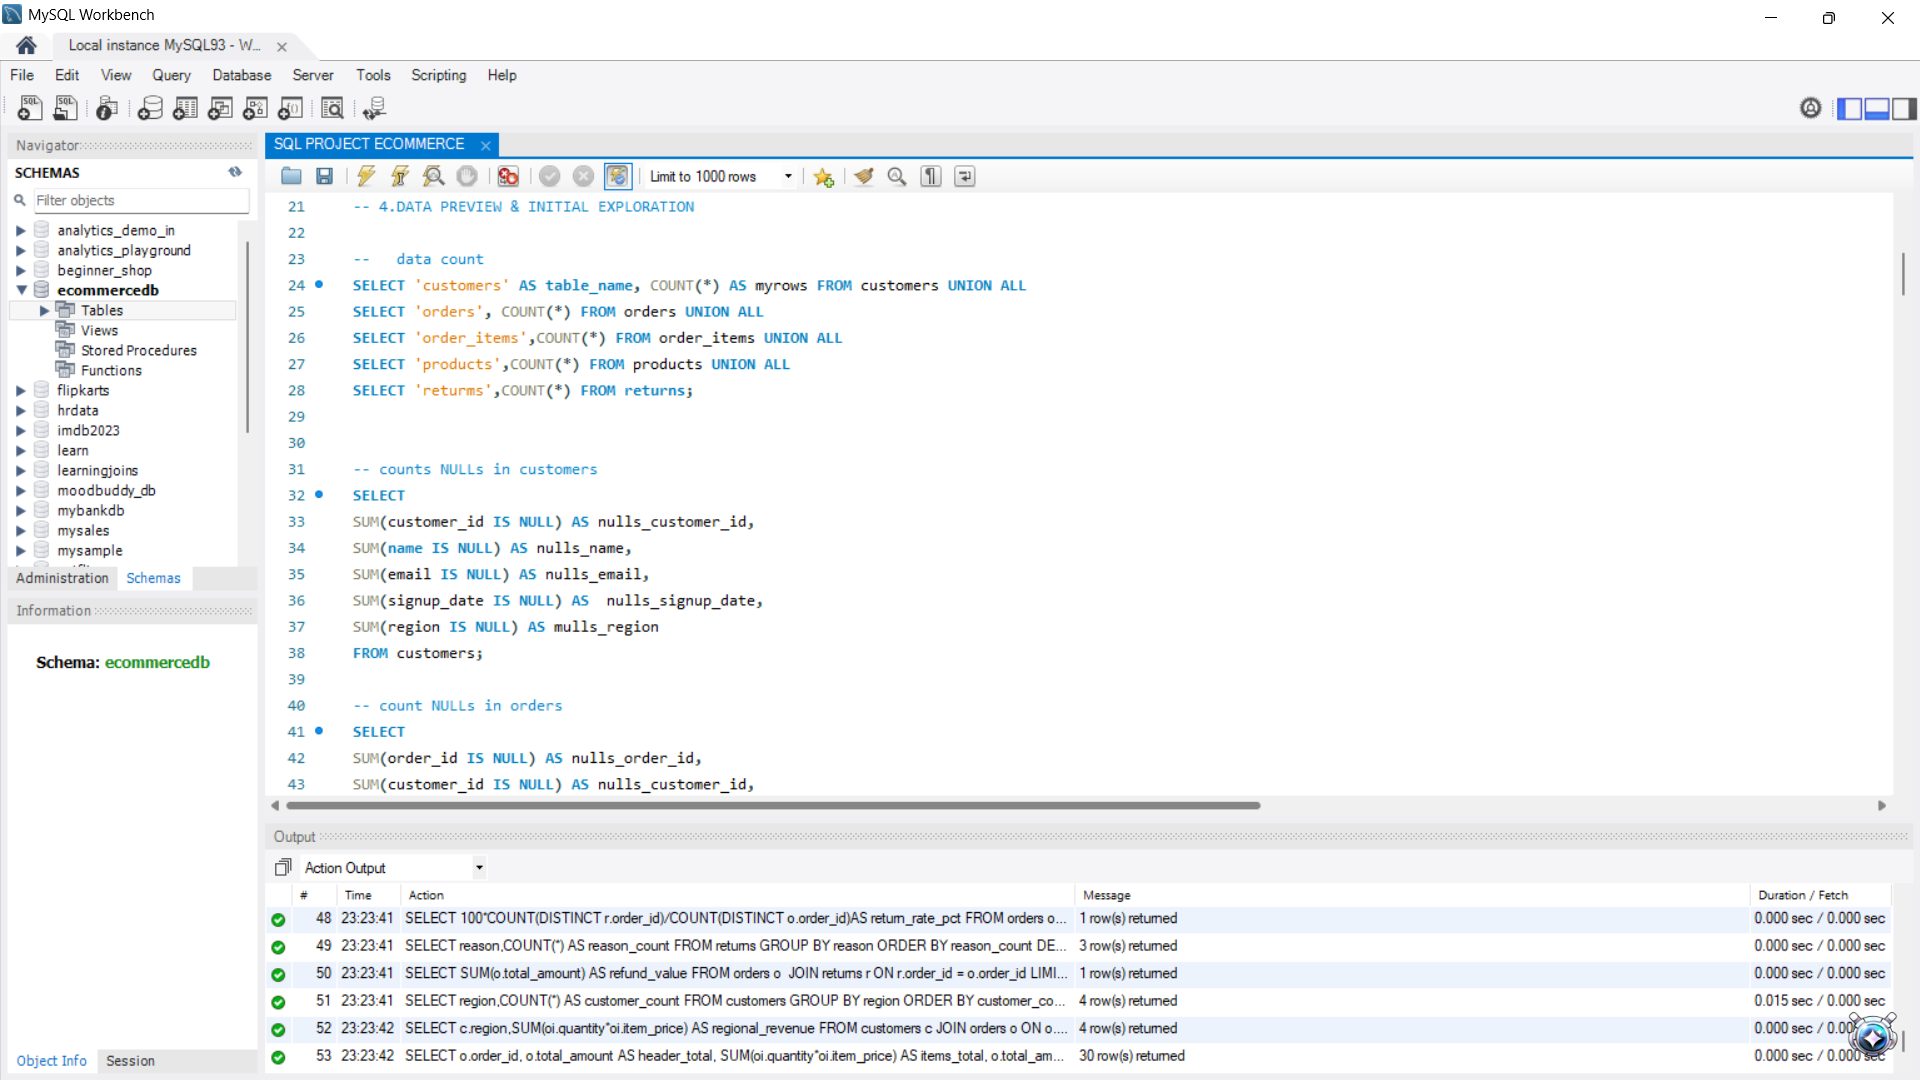 MySQL Workbench
Local instance MySQL93 - W...
File Edit View Query Database Server Tools Scripting Help
Navigator
SCHEMAS
Filter objects
analytics_demo_in
analytics_playground
beginner_shop
ecommercedb
Tables
Views
Stored Procedures
Functions
flipkarts
hrdata
imdb2023
learn
learningjoins
moodbuddy_db
mybankdb
mysales
mysample
Administration Schemas
Information
Schema: ecommercedb
Object Info Session
SQL PROJECT ECOMMERCE
Limit to 1000 rows
21 -- 4.DATA PREVIEW & INITIAL EXPLORATION
22
23 -- data count
24 SELECT 'customers' AS table_name, COUNT(*) AS myrows FROM customers UNION ALL
25 SELECT 'orders', COUNT(*) FROM orders UNION ALL
26 SELECT 'order_items',COUNT(*) FROM order_items UNION ALL
27 SELECT 'products',COUNT(*) FROM products UNION ALL
28 SELECT 'returms',COUNT(*) FROM returns;
29
30
31 -- counts NULLs in customers
32 SELECT
33 SUM(customer_id IS NULL) AS nulls_customer_id,
34 SUM(name IS NULL) AS nulls_name,
35 SUM(email IS NULL) AS nulls_email,
36 SUM(signup_date IS NULL) AS nulls_signup_date,
37 SUM(region IS NULL) AS mulls_region
38 FROM customers;
39
40 -- count NULLs in orders
41 SELECT
42 SUM(order_id IS NULL) AS nulls_order_id,
43 SUM(customer_id IS NULL) AS nulls_customer_id,
Output
Action Output
# Time Action Message Duration / Fetch
48 23:23:41 SELECT 100*COUNT(DISTINCT r.order_id)/COUNT(DISTINCT o.order_id)AS return_rate_pct FROM orders o... 1 row(s) returned 0.000 sec / 0.000 sec
49 23:23:41 SELECT reason,COUNT(*) AS reason_count FROM returns GROUP BY reason ORDER BY reason_count DE... 3 row(s) returned 0.000 sec / 0.000 sec
50 23:23:41 SELECT SUM(o.total_amount) AS refund_value FROM orders o JOIN returns r ON r.order_id = o.order_id LIMI... 1 row(s) returned 0.000 sec / 0.000 sec
51 23:23:41 SELECT region,COUNT(*) AS customer_count FROM customers GROUP BY region ORDER BY customer_co... 4 row(s) returned 0.015 sec / 0.000 sec
52 23:23:42 SELECT c.region,SUM(oi.quantity*oi.item_price) AS regional_revenue FROM customers c JOIN orders o ON o.... 4 row(s) returned 0.000 sec /
53 23:23:42 SELECT o.order_id, o.total_amount AS header_total, SUM(oi.quantity*oi.item_price) AS items_total, o.total_am... 30 row(s) returned 0.000 sec / 0.000 sec